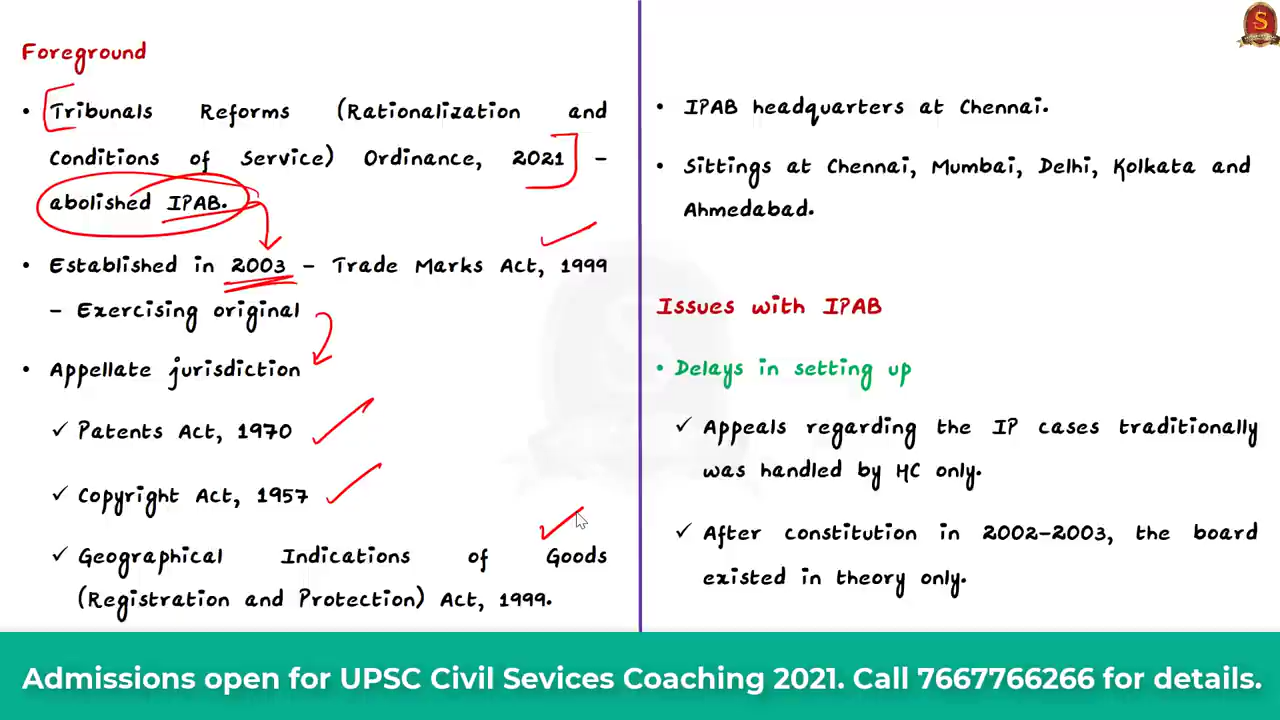 Foreground
• Tribunals Reforms (Rationalization and
Conditions of Service) Ordinance, 2021 –
abolished IPAB.
• Established in 2003 – Trade Marks Act, 1999
– Exercising original
• Appellate jurisdiction
✓ Patents Act, 1970
✓ Copyright Act, 1957
✓ Geographical Indications of Goods
(Registration and Protection) Act, 1999.
• IPAB headquarters at Chennai.
• Sittings at Chennai, Mumbai, Delhi, Kolkata and
Ahmedabad.
Issues with IPAB
• Delays in setting up
✓ Appeals regarding the IP cases traditionally
was handled by HC only.
✓ After constitution in 2002-2003, the board
existed in theory only.
Admissions open for UPSC Civil Sevices Coaching 2021. Call 7667766266 for details.